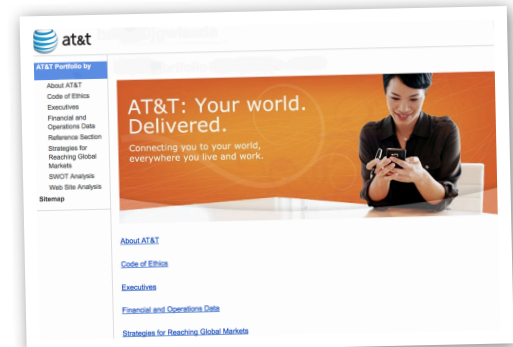 at&t
AT&T Portfolio by
About AT&T
Code of Ethics
Executives
Financial and
Operations Data
Reference Section
Strategies for
Reaching Global
Markets
SWOT Analysis
Web Site Analysis
Sitemap
AT&T: Your world.
Delivered.
Connecting you to your world,
everywhere you live and work.
About AT&T
Code of Ethics
Executives
Financial and Operations Data
Strategies for Reaching Global Markets